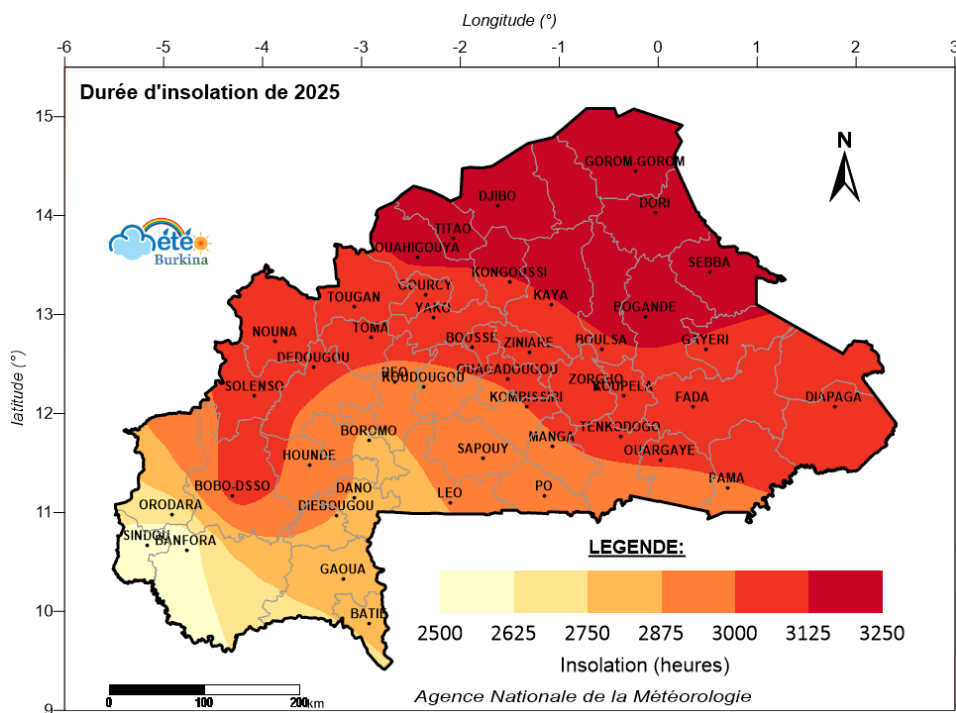 Longitude (°)
-6 -5 -4 -3 -2 -1 0 1 2 3
Durée d'insolation de 2025
15
N
GOROM-GOROM
DJIBO
DORI
14
TITAO
OUAHIGOUYA
Météo
Burkina
SEBBA
KONGOUSSI
GOURCY
TOUGAN
KAYA
BOGANDE
13
YAKO
NOUNA
TOMA
BOUSSE
ZINIARE
BOULSA
GAYERI
latitude (°)
DEDOUGOU
REO
OUAGADOUGOU
KOUDOUGOU
ZORGHO
SOLENSO
KOUPELA
KOMBISSIRI
FADA
DIAPAGA
12
BOROMO
MANGA
TENKODOGO
HOUNDE
SAPOUY
OUARGAYE
BOBO-DSSO
DANO
LEO
PO
PAMA
11
ORODARA
DIEBOUGOU
SINDOU
BANFORA
LEGENDE:
GAOUA
10
BATIE
2500 2625 2750 2875 3000 3125 3250
Insolation (heures)
0 100 200 km
Agence Nationale de la Météorologie
9